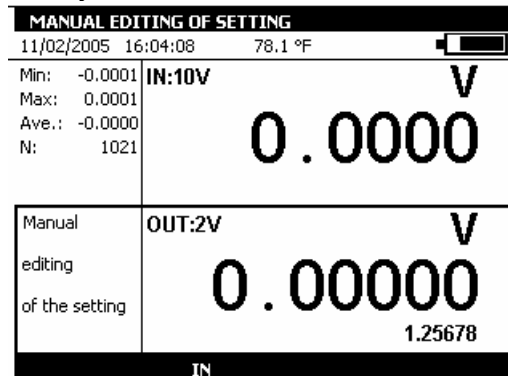 MANUAL EDITING OF SETTING
11/02/2005 16:04:08 78.1 °F
Min: -0.0001
Max: 0.0001
Ave.: -0.0000
N: 1021
IN:10V V
0.0000
Manual
editing
of the setting
OUT:2V V
0.00000
1.25678
IN